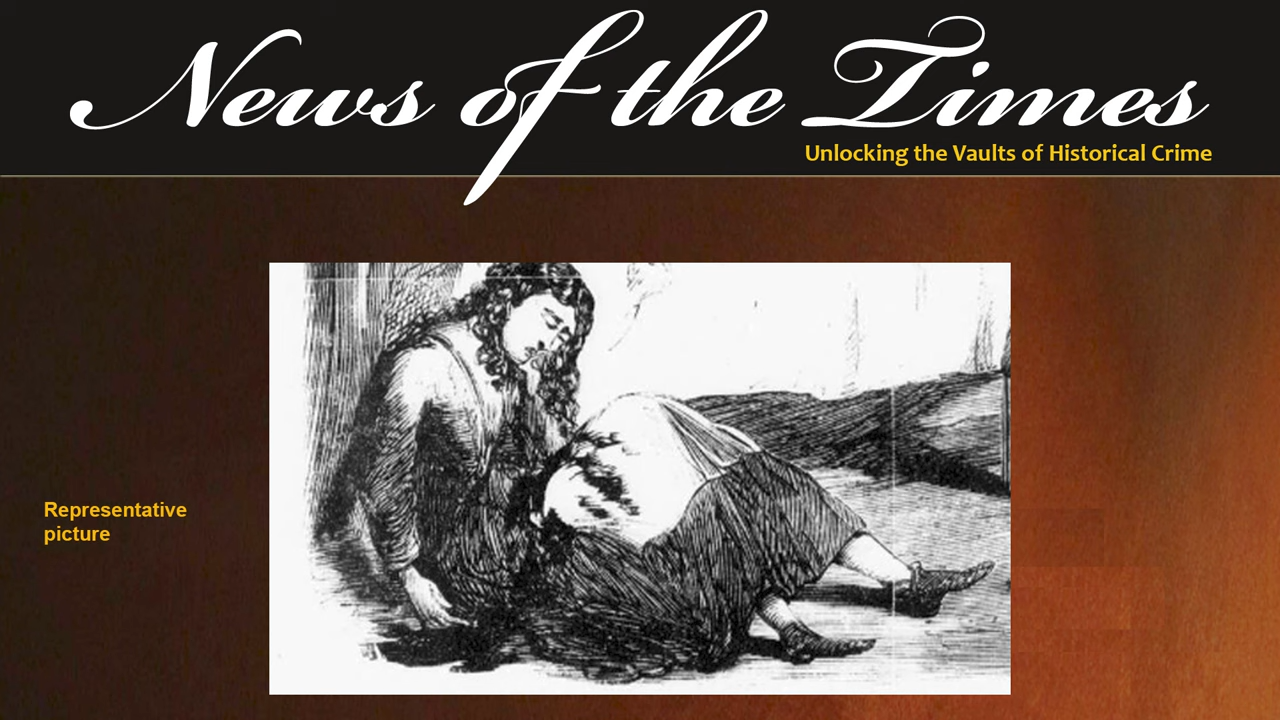 News of the Times
Unlocking the Vaults of Historical Crime
Representative
picture